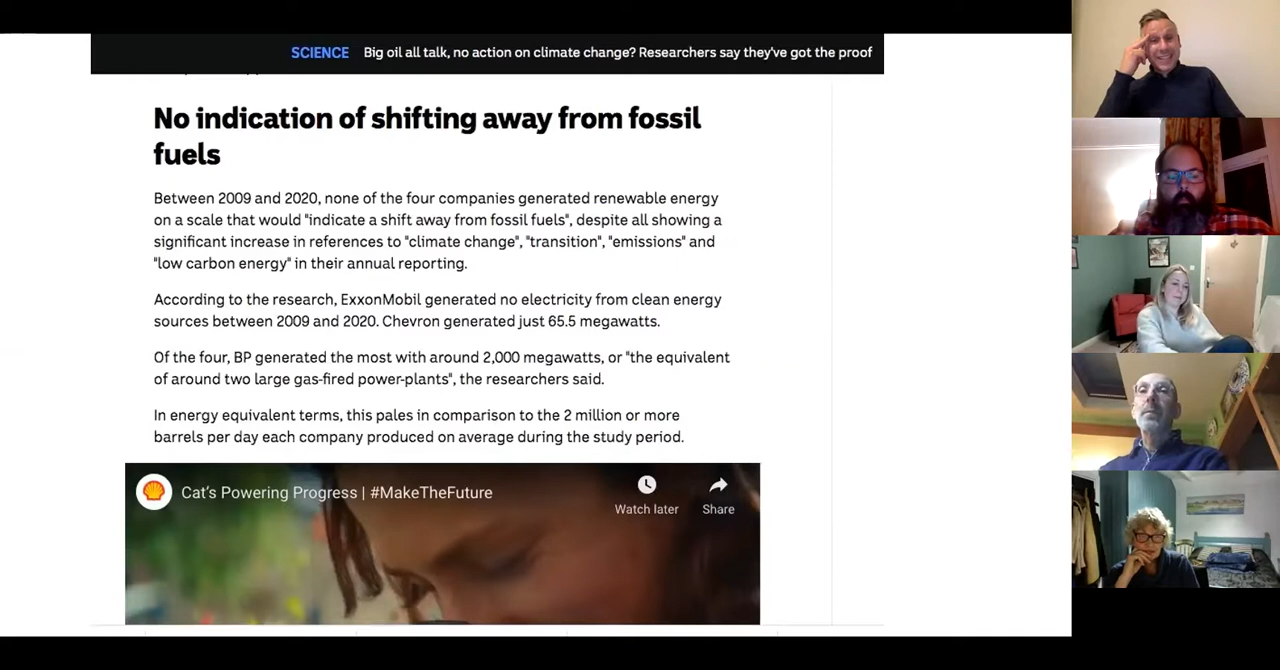 SCIENCE Big oil all talk, no action on climate change? Researchers say they've got the proof
No indication of shifting away from fossil
fuels
Between 2009 and 2020, none of the four companies generated renewable energy
on a scale that would "indicate a shift away from fossil fuels", despite all showing a
significant increase in references to "climate change", "transition", "emissions" and
"low carbon energy" in their annual reporting.
According to the research, ExxonMobil generated no electricity from clean energy
sources between 2009 and 2020. Chevron generated just 65.5 megawatts.
Of the four, BP generated the most with around 2,000 megawatts, or "the equivalent
of around two large gas-fired power-plants", the researchers said.
In energy equivalent terms, this pales in comparison to the 2 million or more
barrels per day each company produced on average during the study period.
Cat's Powering Progress | #MakeTheFuture
Watch later
Share